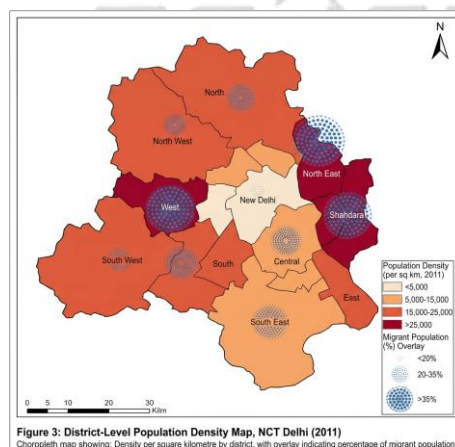 N
North
North West
North East
West
New Delhi
Shahdara
Central
South West
South
East
South East
Population Density
(per sq km, 2011)
<5,000
5,000-15,000
15,000-25,000
>25,000
Migrant Population
(%) Overlay
<20%
20-35%
>35%
0 10 20 30
Kilm
Figure 3: District-Level Population Density Map, NCT Delhi (2011)
Choropleth map showing: Density per square kilometre by district, with overlay indicating percentage of migrant population